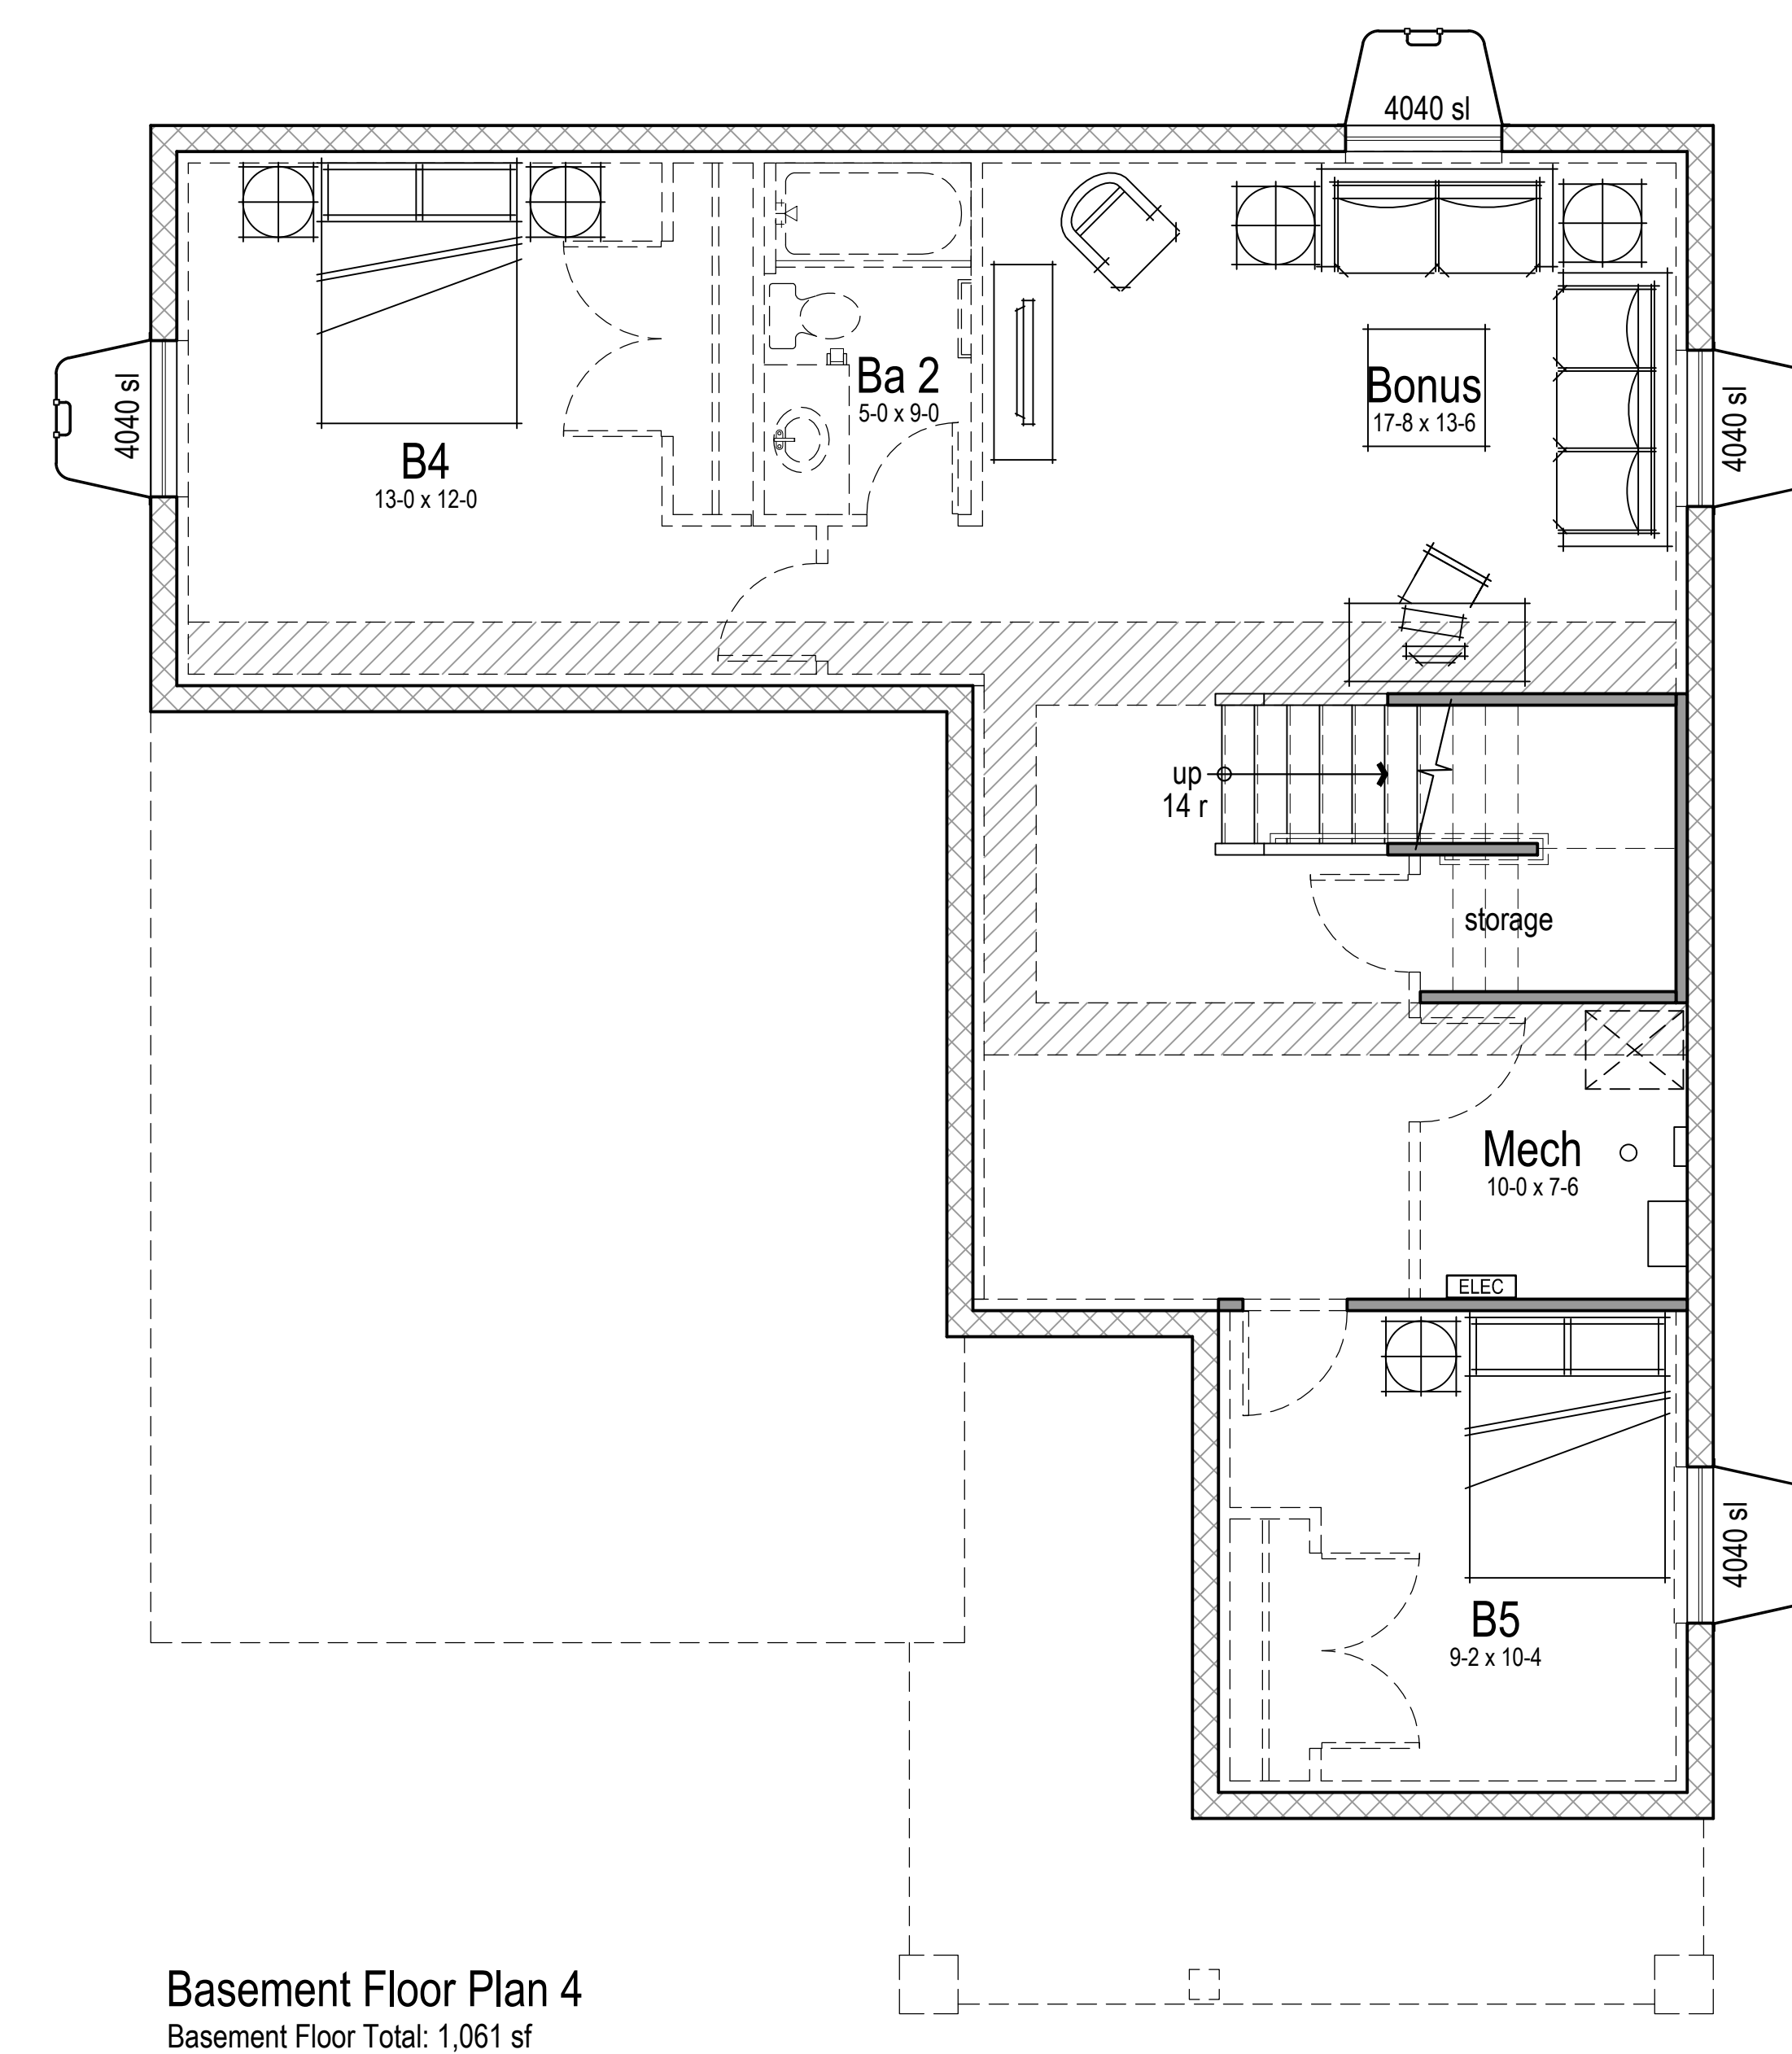 4040 sl
4040 sl
B4
13-0 x 12-0
Ba 2
5-0 x 9-0
Bonus
17-8 x 13-6
4040 sl
up
14 r
storage
Mech
10-0 x 7-6
ELEC
4040 sl
B5
9-2 x 10-4
Basement Floor Plan 4
Basement Floor Total: 1,061 sf